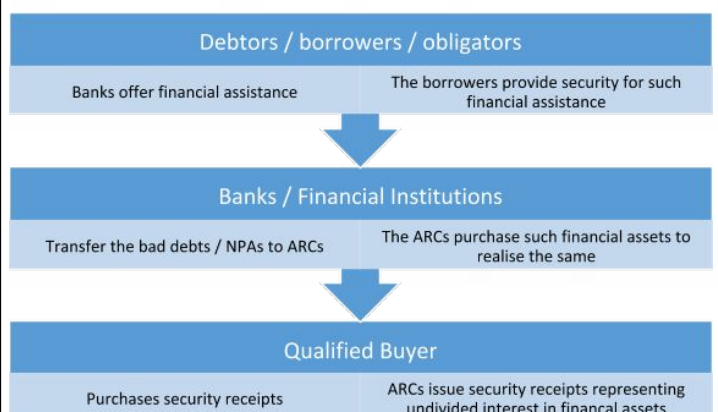 Debtors / borrowers / obligators
Banks offer financial assistance
The borrowers provide security for such
financial assistance
Banks / Financial Institutions
Transfer the bad debts / NPAs to ARCs
The ARCs purchase such financial assets to
realise the same
Qualified Buyer
Purchases security receipts
ARCs issue security receipts representing
undivided interest in financal assets